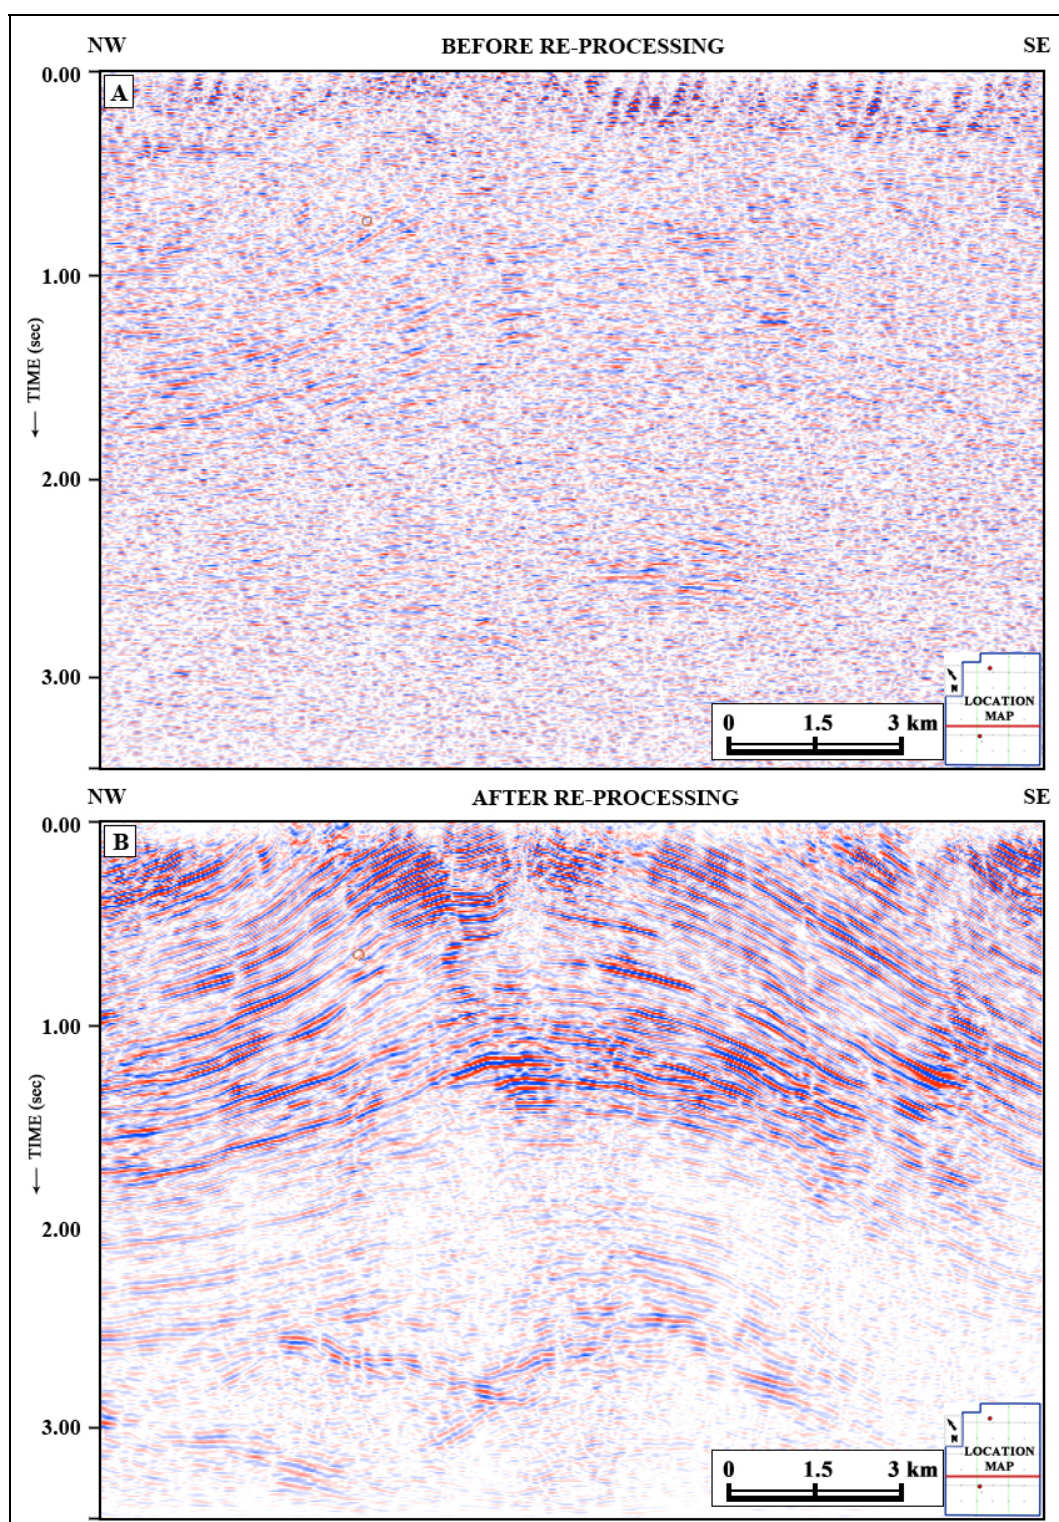 NW BEFORE RE-PROCESSING SE
0.00
A
1.00
← TIME (sec)
2.00
3.00
N
LOCATION
MAP
0 1.5 3 km
NW AFTER RE-PROCESSING SE
0.00
B
1.00
← TIME (sec)
2.00
3.00
N
LOCATION
MAP
0 1.5 3 km